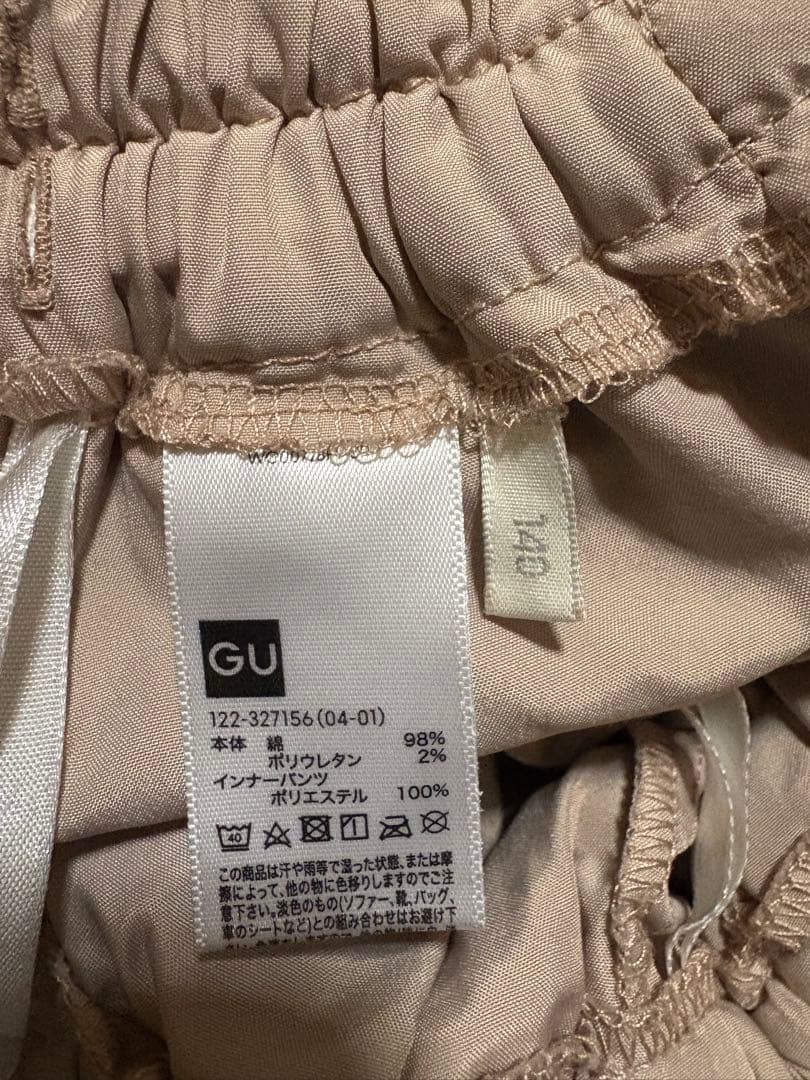 140
GU
122-327156(04-01)
本体 綿 98%
ポリウレタン 2%
インナーパンツ
ポリエステル 100%
40
この商品は汗や雨等で湿った状態、または摩
擦によって、他の物に色移りしますのでご注
意下さい。淡色のもの(ソファー、靴、バッグ、
車のシートなど)との組み合わせはお避け下